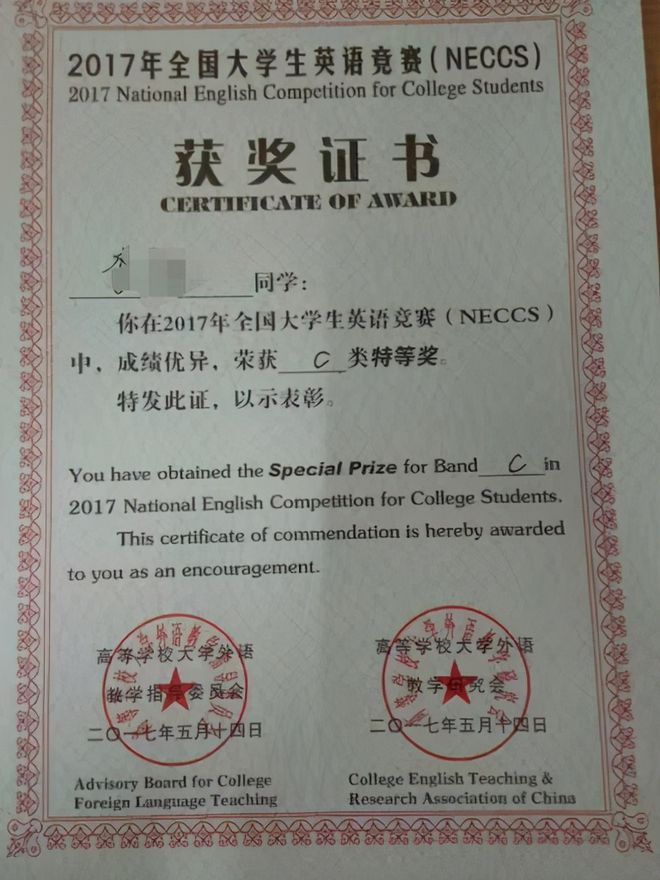 2017年全国大学生英语竞赛(NECCS)
2017 National English Competition for College Students
获奖证书
CERTIFICATE OF AWARD
同学:
你在2017年全国大学生英语竞赛(NECCS)
中，成绩优异，荣获 C 类特等奖。
特发此证，以示表彰。
You have obtained the Special Prize for Band C in
2017 National English Competition for College Students.
This certificate of commendation is hereby awarded
to you as an encouragement.
高等学校大学外语
教学指导委员会
二〇一七年五月十四日
Advisory Board for College
Foreign Language Teaching
高等学校大学外语
教学研究会
二〇一七年五月十四日
College English Teaching &
Research Association of China